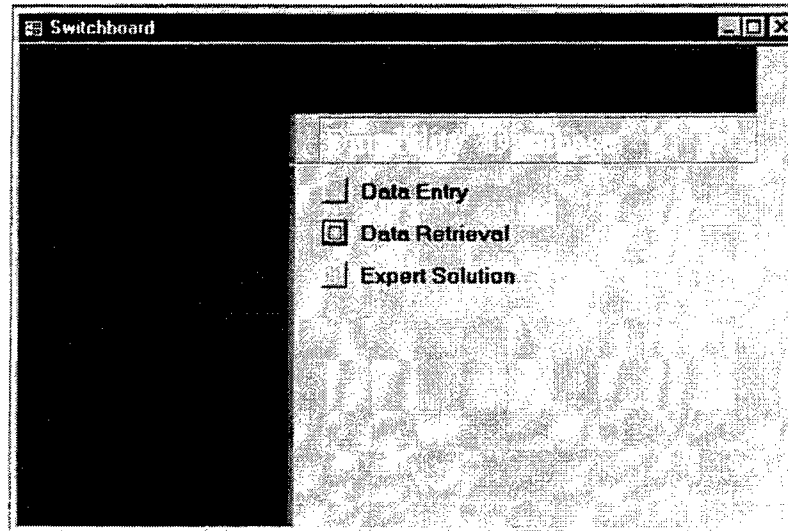 Switchboard
Data Entry
Data Retrieval
Expert Solution